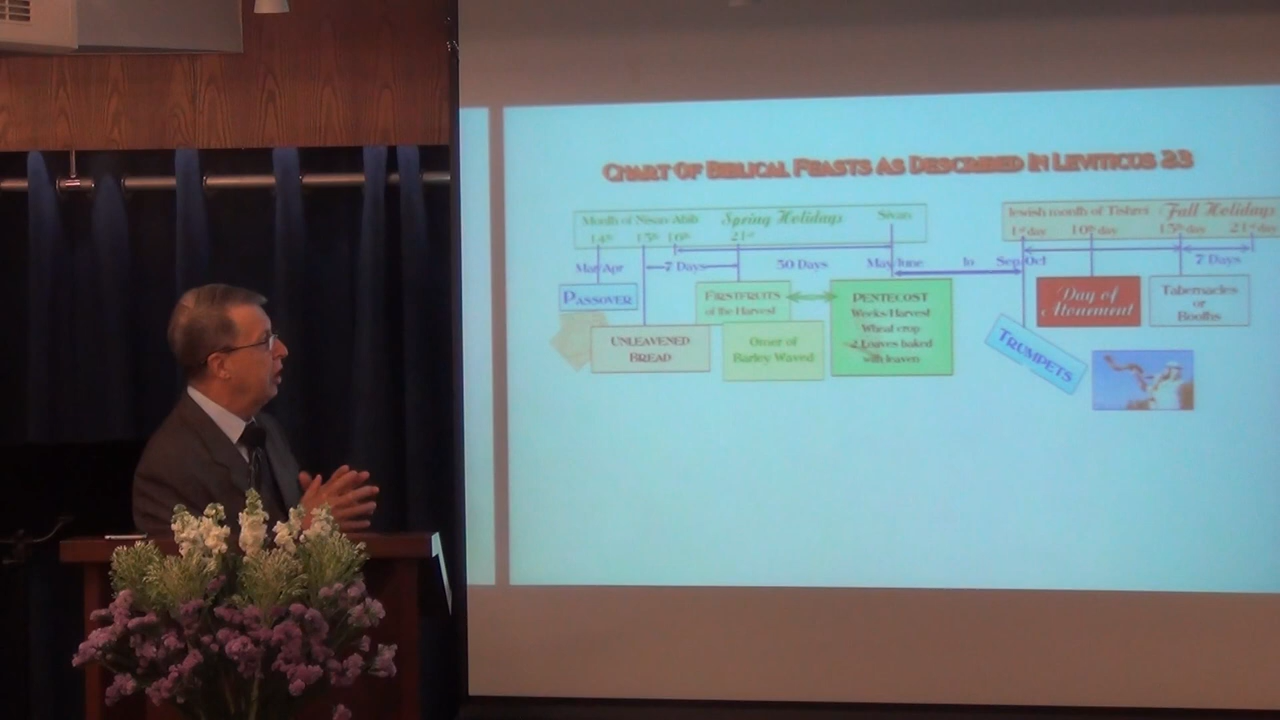 CHART OF BIBLICAL FEASTS AS DESCRIBED IN LEVITICUS 23
Month of Nisan/Abib Spring Holidays Sivan
14th 15th 16th 21st
Mar/Apr 7 Days 50 Days May/June to Sep/Oct
PASSOVER
UNLEAVENED
BREAD
FIRSTFRUITS
of the Harvest
Omer of
Barley Waved
PENTECOST
Weeks/Harvest
Wheat crop
2 Loaves baked
with leaven
Jewish month of Tishrei Fall Holidays
1st day 10th day 15th day 21st day
7 Days
Day of
Atonement
Tabernacles
or
Booths
TRUMPETS